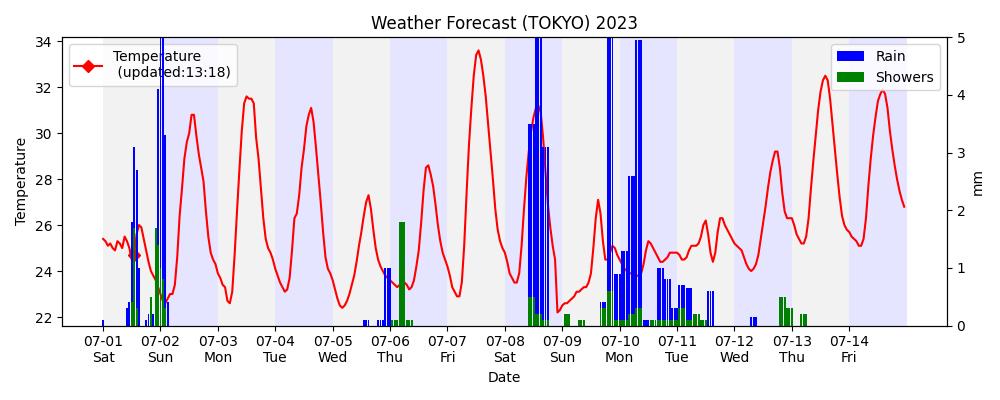 Weather Forecast (TOKYO) 2023
Temperature
(updated:13:18)
Rain
Showers
34
32
30
28
26
24
22
Temperature
5
4
3
2
1
0
mm
07-01 07-02 07-03 07-04 07-05 07-06 07-07 07-08 07-09 07-10 07-11 07-12 07-13 07-14
Sat Sun Mon Tue Wed Thu Fri Sat Sun Mon Tue Wed Thu Fri
Date